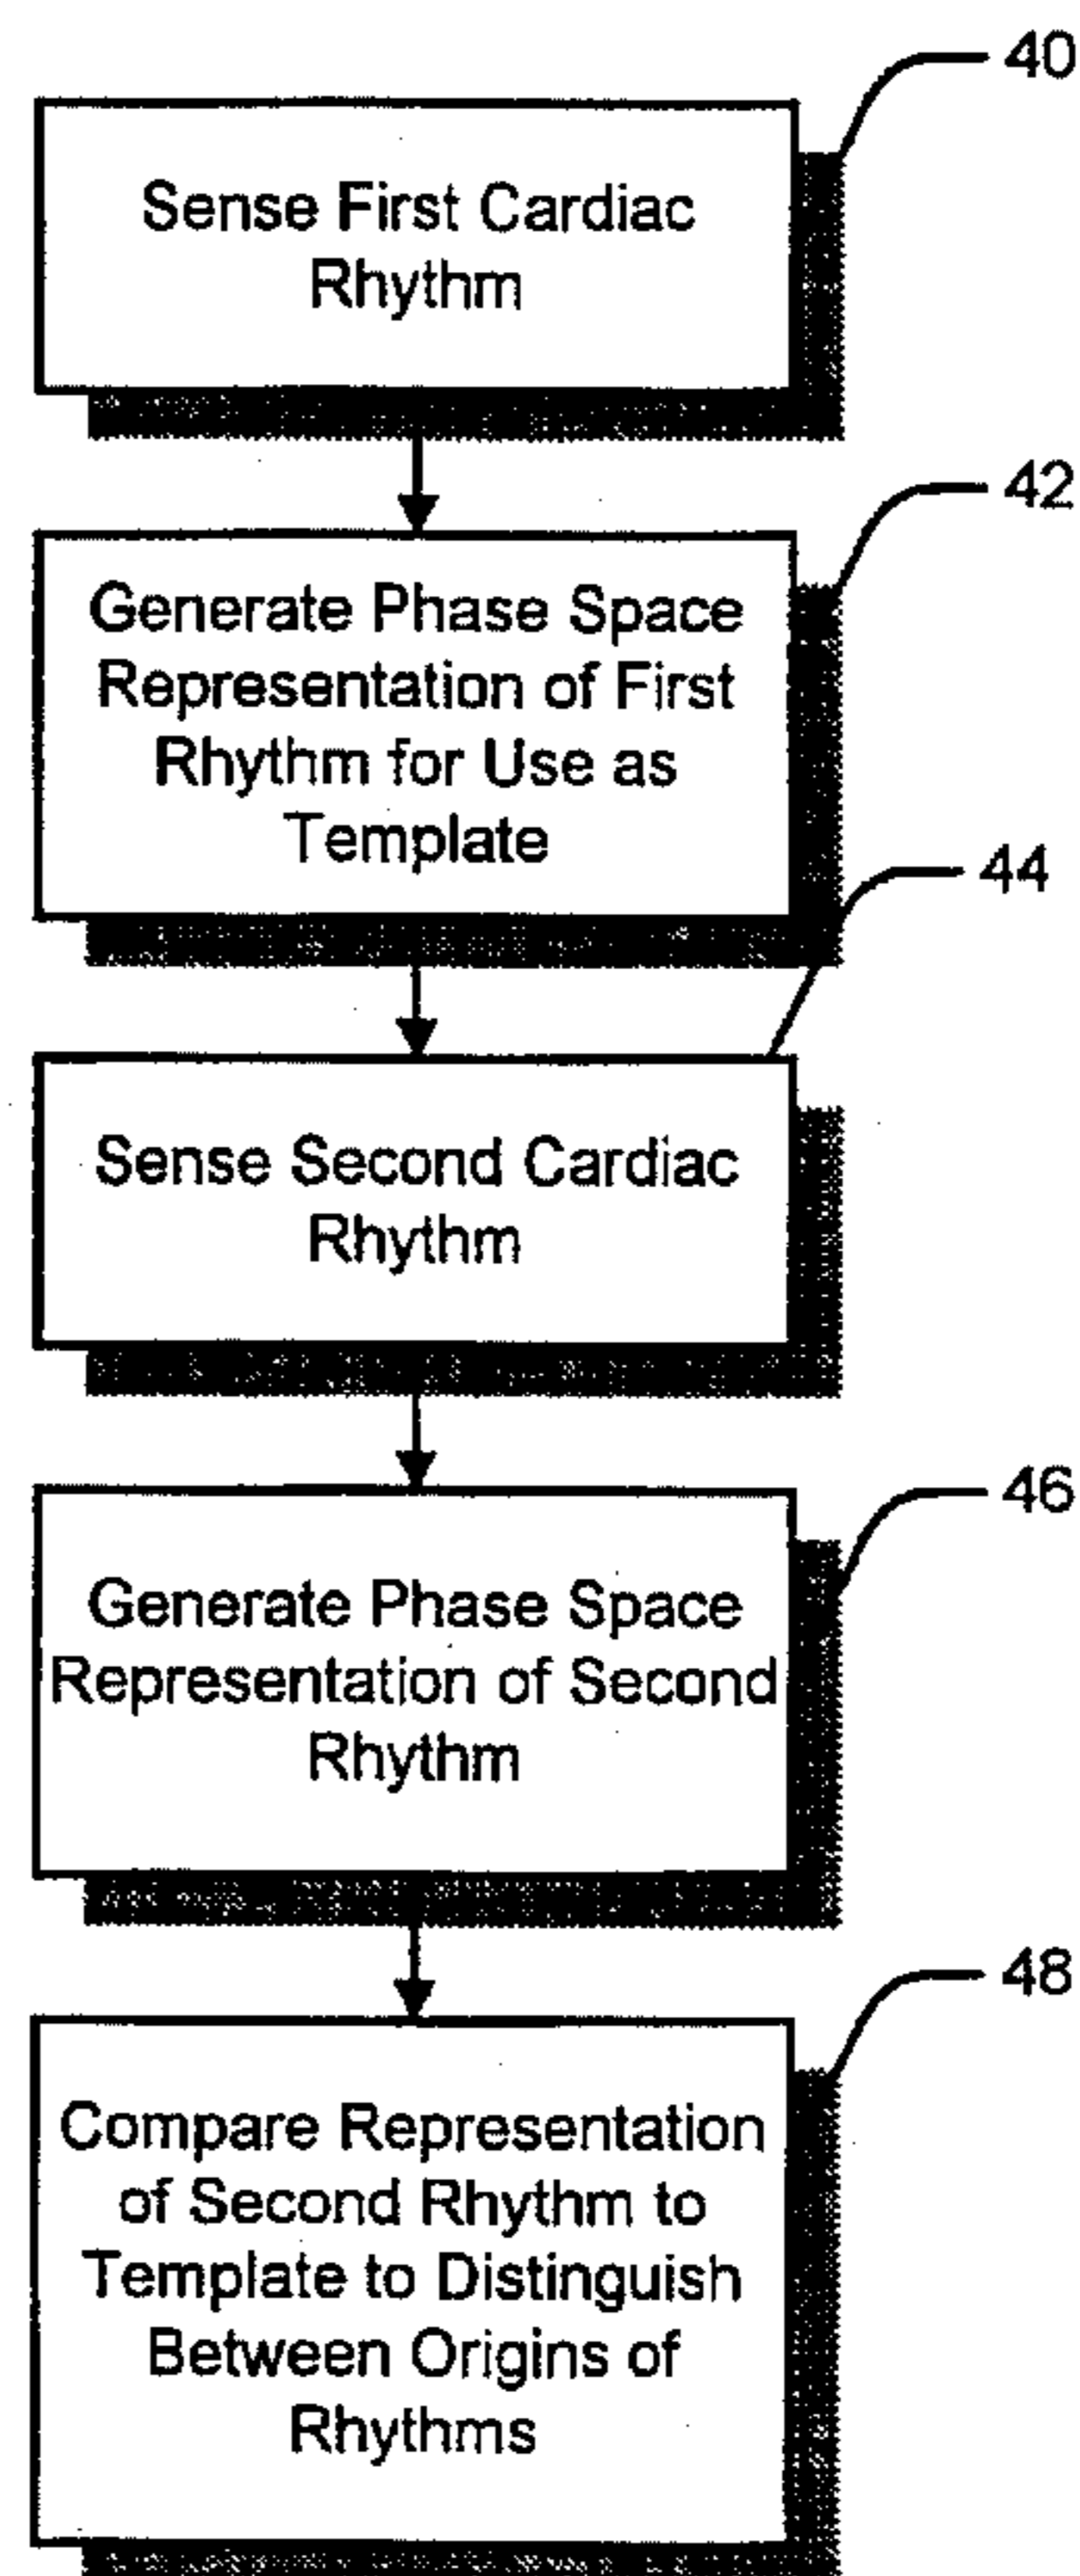 40
Sense First Cardiac
Rhythm
42
Generate Phase Space
Representation of First
Rhythm for Use as
Template
44
Sense Second Cardiac
Rhythm
46
Generate Phase Space
Representation of Second
Rhythm
48
Compare Representation
of Second Rhythm to
Template to Distinguish
Between Origins of
Rhythms